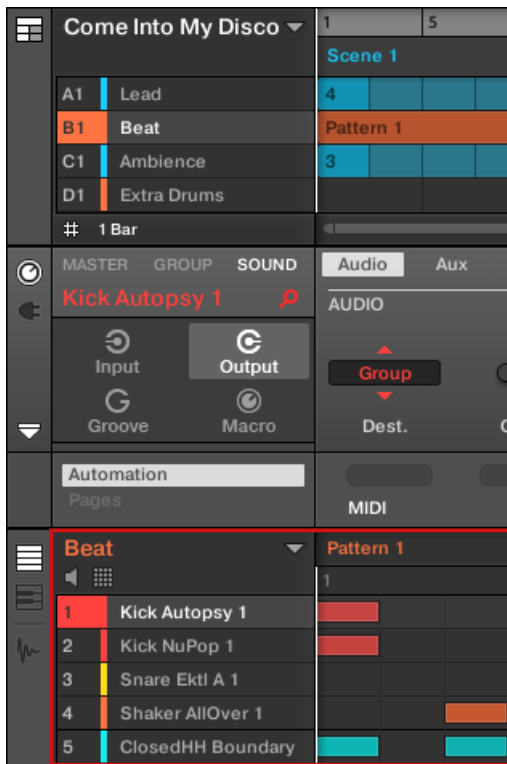 Come Into My Disco
1 5
Scene 1
A1 Lead 4
B1 Beat Pattern 1
C1 Ambience 3
D1 Extra Drums
1 Bar
MASTER GROUP SOUND Audio Aux
Kick Autopsy 1 AUDIO
Input Output
Group
Groove Macro Dest.
Automation
Pages MIDI
Beat Pattern 1
1
1 Kick Autopsy 1
2 Kick NuPop 1
3 Snare Ektl A 1
4 Shaker AllOver 1
5 ClosedHH Boundary